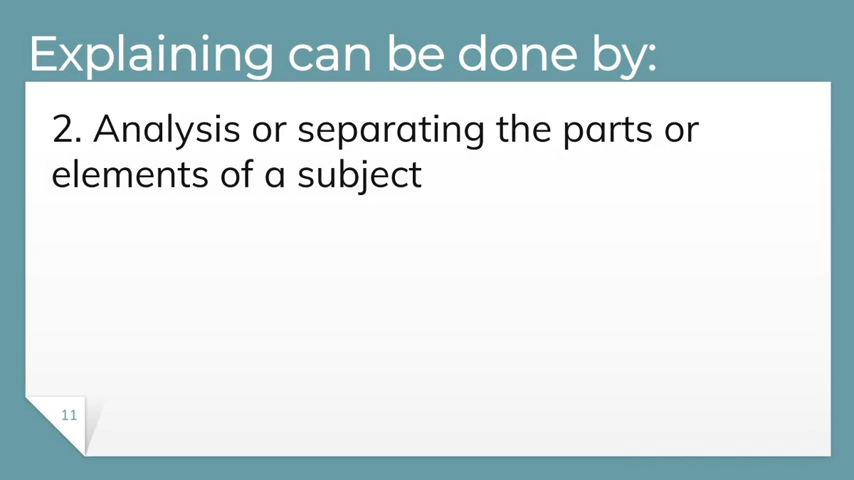 Explaining can be done by:
2. Analysis or separating the parts or
elements of a subject
11